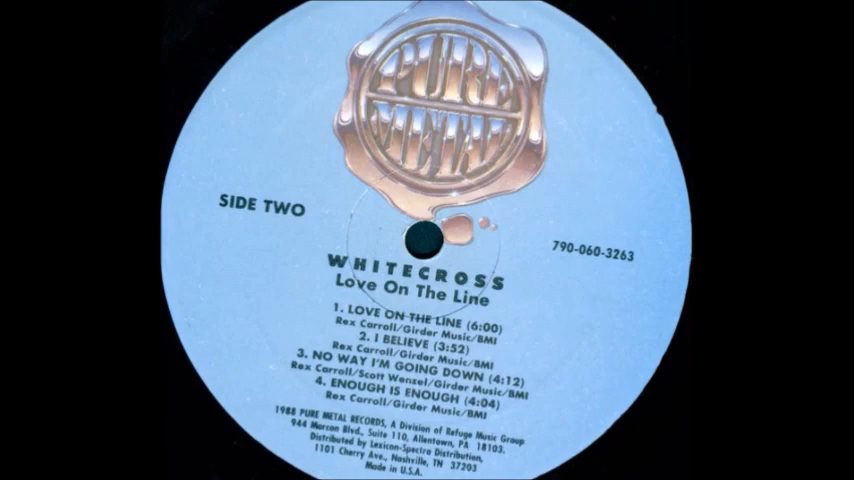 PURE
METAL
SIDE TWO
790-060-3263
WHITECROSS
Love On The Line
1. LOVE ON THE LINE (6:00)
Rex Carroll/Girder Music/BMI
2. I BELIEVE (3:52)
Rex Carroll/Girder Music/BMI
3. NO WAY I'M GOING DOWN (4:12)
Rex Carroll/Scott Wenzel/Girder Music/BMI
4. ENOUGH IS ENOUGH (4:04)
Rex Carroll/Girder Music/BMI
1988 PURE METAL RECORDS, A Division of Refuge Music Group
944 Marcon Blvd., Suite 110, Allentown, PA 18103.
Distributed by Lexicon-Spectra Distribution,
1101 Cherry Ave., Nashville, TN 37203
Made in U.S.A.